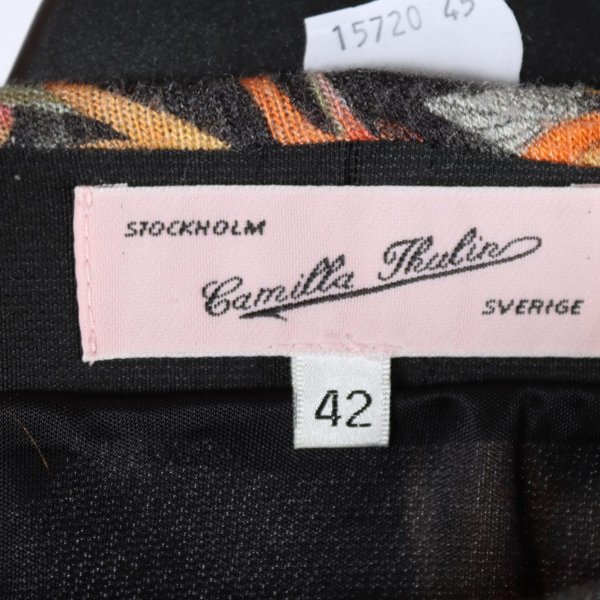 15720 45
STOCKHOLM
Camilla Thulin
SVERIGE
42